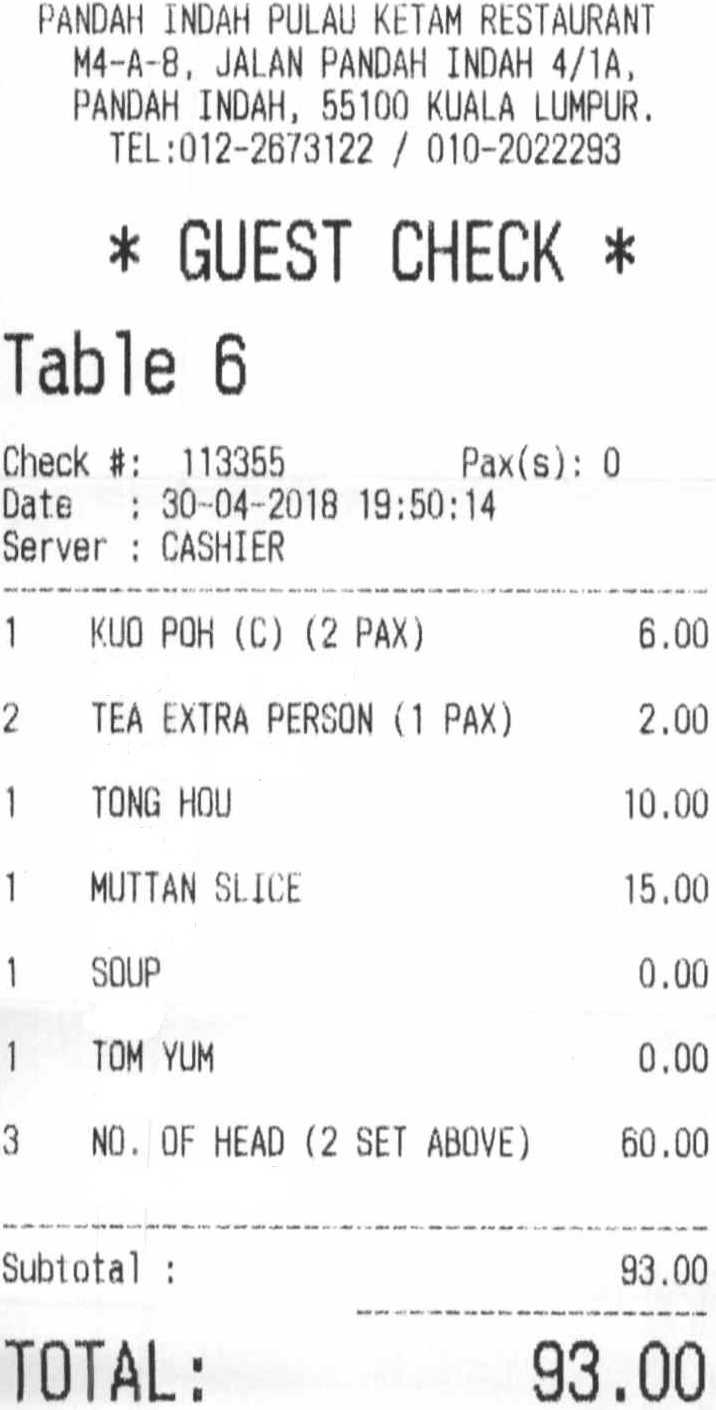 PANDAH INDAH PULAU KETAM RESTAURANT
M4-A-8, JALAN PANDAH INDAH 4/1A,
PANDAH INDAH, 55100 KUALA LUMPUR.
TEL:012-2673122 / 010-2022293
* GUEST CHECK *
Table 6
Check #: 113355 Pax(s): 0
Date : 30-04-2018 19:50:14
Server : CASHIER
1 KUO POH (C) (2 PAX) 6.00
2 TEA EXTRA PERSON (1 PAX) 2.00
1 TONG HOU 10.00
1 MUTTAN SLICE 15.00
1 SOUP 0.00
1 TOM YUM 0.00
3 NO. OF HEAD (2 SET ABOVE) 60.00
Subtotal : 93.00
TOTAL: 93.00